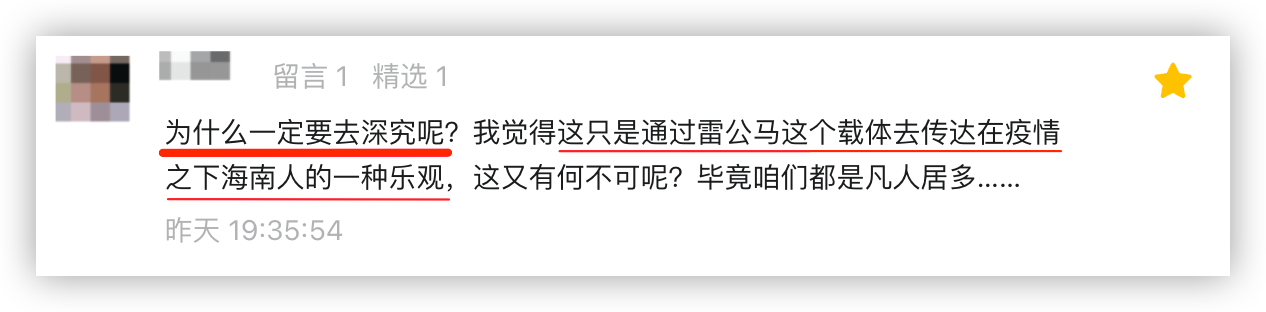 留言 1 精选 1
为什么一定要去深究呢？我觉得这只是通过雷公马这个载体去传达在疫情
之下海南人的一种乐观，这又有何不可呢？毕竟咱们都是凡人居多……
昨天 19:35:54